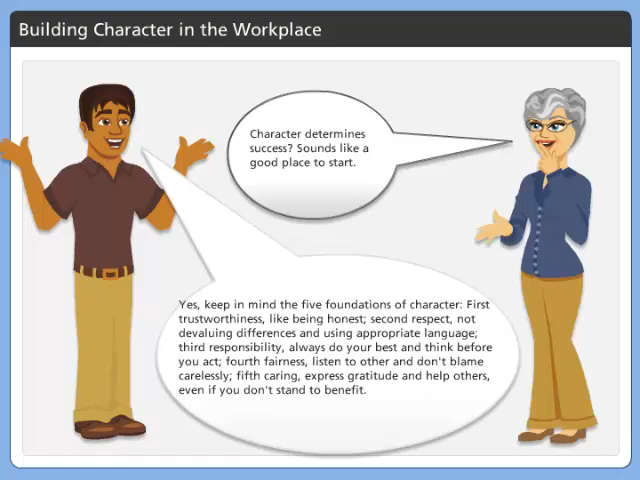 Building Character in the Workplace
Character determines
success? Sounds like a
good place to start.
Yes, keep in mind the five foundations of character: First
trustworthiness, like being honest; second respect, not
devaluing differences and using appropriate language;
third responsibility, always do your best and think before
you act; fourth fairness, listen to other and don't blame
carelessly; fifth caring, express gratitude and help others,
even if you don't stand to benefit.